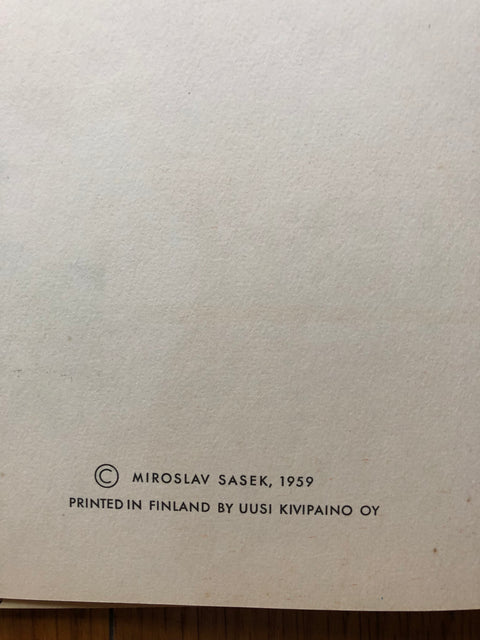 © MIROSLAV SASEK, 1959
PRINTED IN FINLAND BY UUSI KIVIPAINO OY